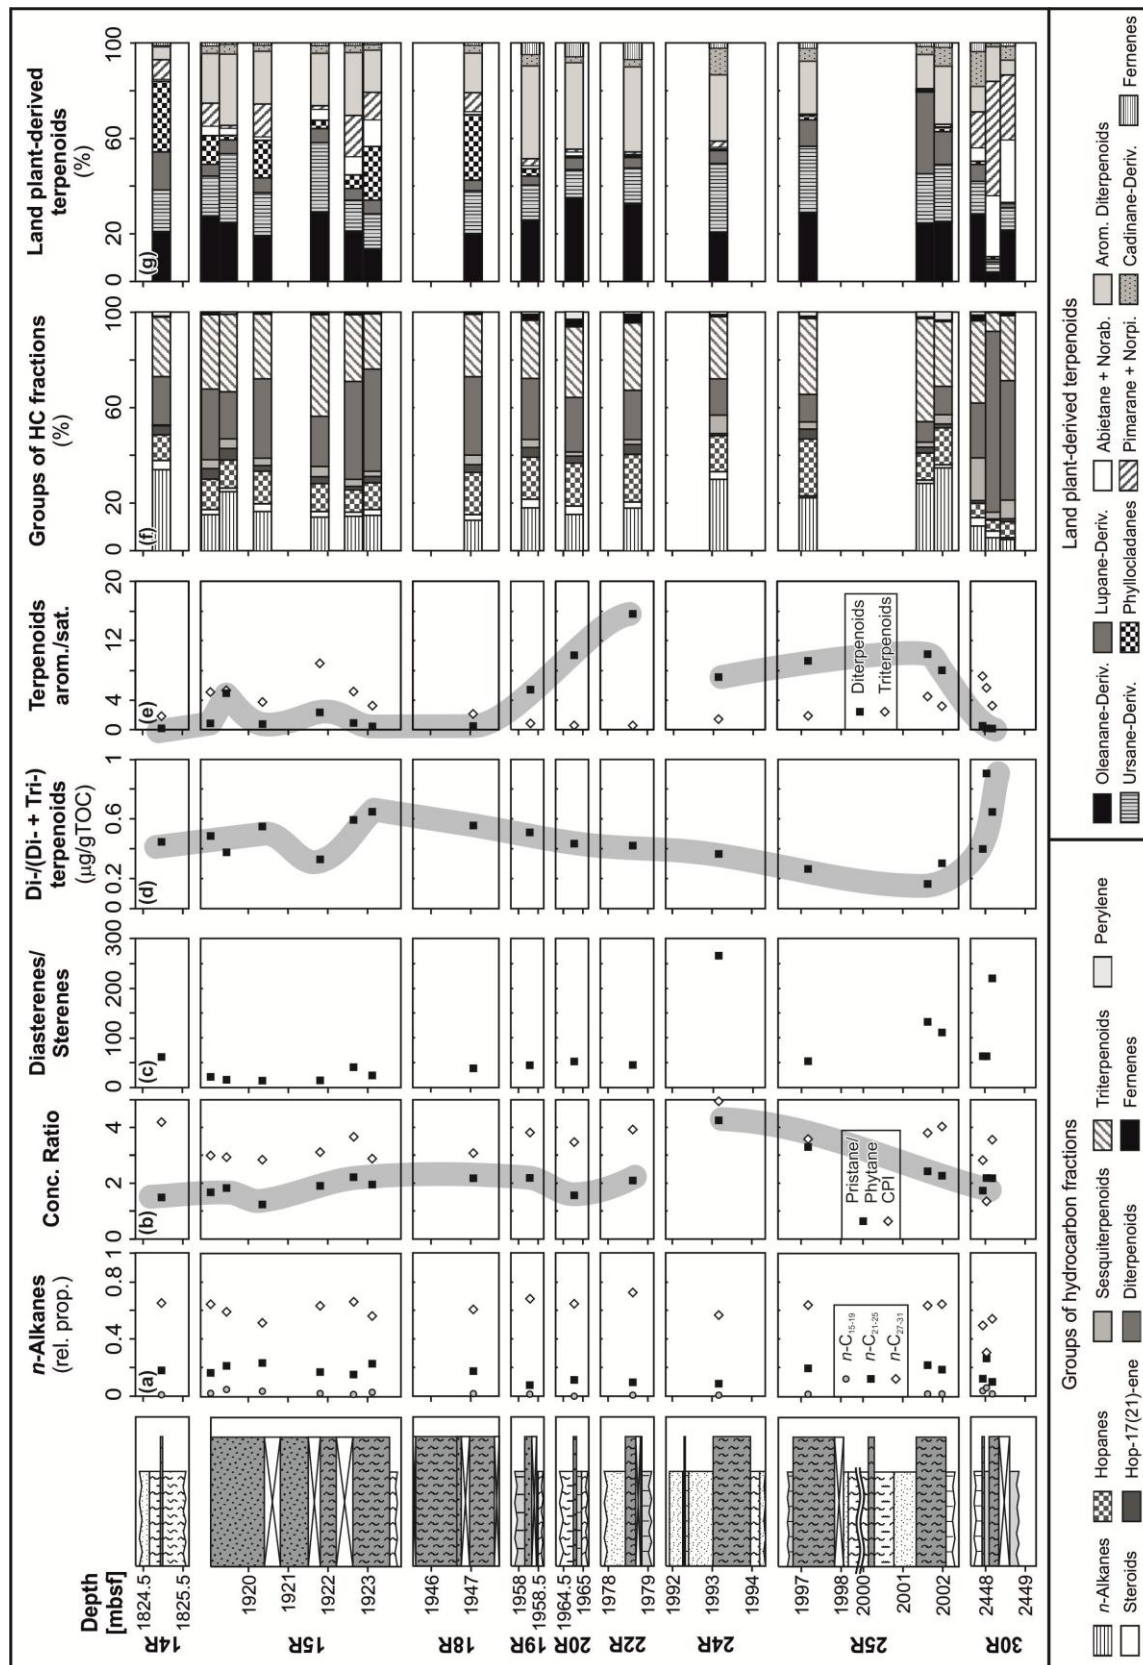 Depth
[mbsf]
n-Alkanes
(rel. prop.)
Conc. Ratio
Diasterenes/
Sterenes
Di-/(Di- + Tri-)
terpenoids
(µg/gTOC)
Terpenoids
arom./sat.
Groups of HC fractions
(%)
Land plant-derived
terpenoids
(%)
0 0.4 0.8 1
0 2 4
0 100 200 300
0 0.2 0.6 1
0 4 12 20
0 20 60 100
0 20 60 100
(a) (b) (c) (d) (e) (f) (g)
14R
1824.5
1825.5
15R
1920
1921
1922
1923
18R
1946
1947
19R
1958
1958.5
20R
1964.5
1965
22R
1978
1979
24R
1992
1993
1994
25R
1997
1998
2000
2001
2002
30R
2448
2449
n-C15-19
n-C21-25
n-C27-31
Pristane/
Phytane
CPI
Diterpenoids
Triterpenoids
Groups of hydrocarbon fractions
n-Alkanes Hopanes Sesquiterpenoids Triterpenoids Perylene
Steroids Hop-17(21)-ene Diterpenoids Fernenes
Land plant-derived terpenoids
Oleanane-Deriv. Lupane-Deriv. Abietane + Norab. Arom. Diterpenoids
Ursane-Deriv. Phyllocladanes Pimarane + Norpi. Cadinane-Deriv. Fernenes